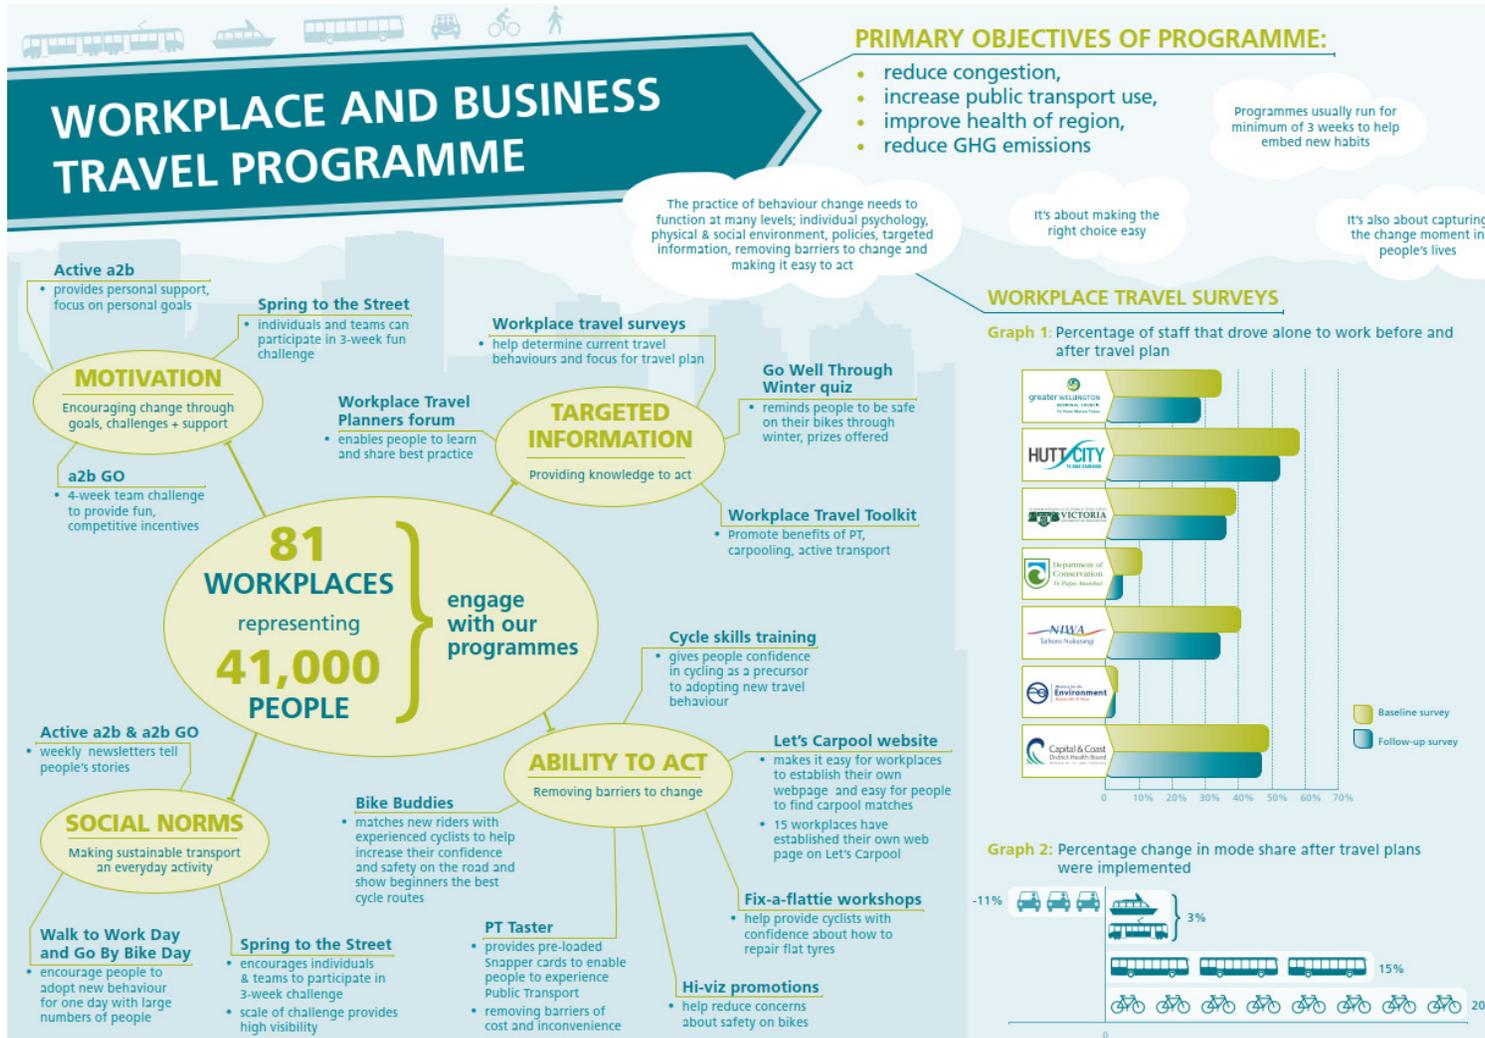 WORKPLACE AND BUSINESS
TRAVEL PROGRAMME
PRIMARY OBJECTIVES OF PROGRAMME:
• reduce congestion,
• increase public transport use,
• improve health of region,
• reduce GHG emissions
Programmes usually run for
minimum of 3 weeks to help
embed new habits
The practice of behaviour change needs to
function at many levels; individual psychology,
physical & social environment, policies, targeted
information, removing barriers to change and
making it easy to act
It's about making the
right choice easy
It's also about capturing
the change moment in
people's lives
Active a2b
• provides personal support,
focus on personal goals
Spring to the Street
• individuals and teams can
participate in 3-week fun
challenge
MOTIVATION
Encouraging change through
goals, challenges + support
a2b GO
• 4-week team challenge
to provide fun,
competitive incentives
Workplace travel surveys
• help determine current travel
behaviours and focus for travel plan
Workplace Travel
Planners forum
• enables people to learn
and share best practice
TARGETED
INFORMATION
Providing knowledge to act
Go Well Through
Winter quiz
• reminds people to be safe
on their bikes through
winter, prizes offered
Workplace Travel Toolkit
• Promote benefits of PT,
carpooling, active transport
81
WORKPLACES
representing
41,000
PEOPLE
engage
with our
programmes
Active a2b & a2b GO
• weekly newsletters tell
people's stories
SOCIAL NORMS
Making sustainable transport
an everyday activity
Walk to Work Day
and Go By Bike Day
• encourage people to
adopt new behaviour
for one day with large
numbers of people
Spring to the Street
• encourages individuals
& teams to participate in
3-week challenge
• scale of challenge provides
high visibility
Cycle skills training
• gives people confidence
in cycling as a precursor
to adopting new travel
behaviour
ABILITY TO ACT
Removing barriers to change
Bike Buddies
• matches new riders with
experienced cyclists to help
increase their confidence
and safety on the road and
show beginners the best
cycle routes
Let's Carpool website
• makes it easy for workplaces
to establish their own
webpage and easy for people
to find carpool matches
• 15 workplaces have
established their own web
page on Let's Carpool
Fix-a-flattie workshops
• help provide cyclists with
confidence about how to
repair flat tyres
PT Taster
• provides pre-loaded
Snapper cards to enable
people to experience
Public Transport
• removing barriers of
cost and inconvenience
Hi-viz promotions
• help reduce concerns
about safety on bikes
WORKPLACE TRAVEL SURVEYS
Graph 1: Percentage of staff that drove alone to work before and
after travel plan
greater WELLINGTON
REGIONAL COUNCIL
Te Pane Matua Taiao
HUTT CITY
VICTORIA
Department of
Conservation
Te Papa Atawhai
NIWA
Taihoro Nukurangi
Environment
Capital & Coast
District Health Board
Baseline survey
Follow-up survey
0 10% 20% 30% 40% 50% 60% 70%
Graph 2: Percentage change in mode share after travel plans
were implemented
-11%
3%
15%
20
0